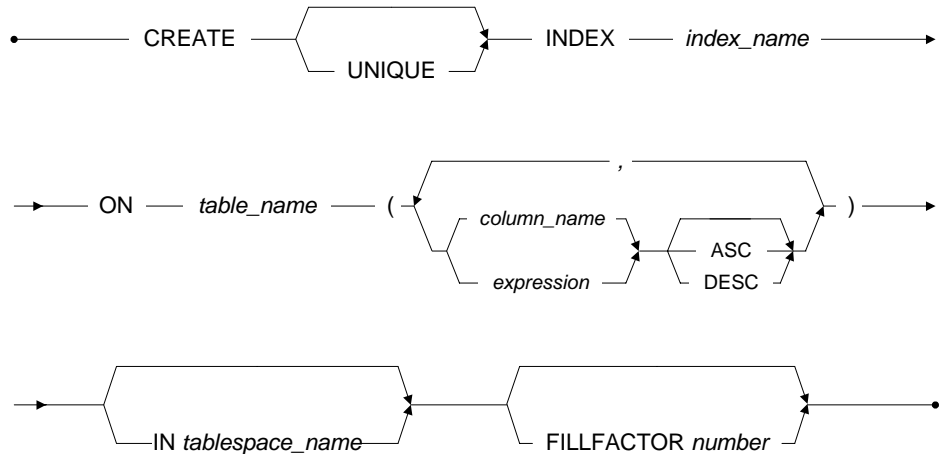 CREATE INDEX index_name
UNIQUE
,
ON table_name ( )
column_name
ASC
expression
DESC
IN tablespace_name
FILLFACTOR number